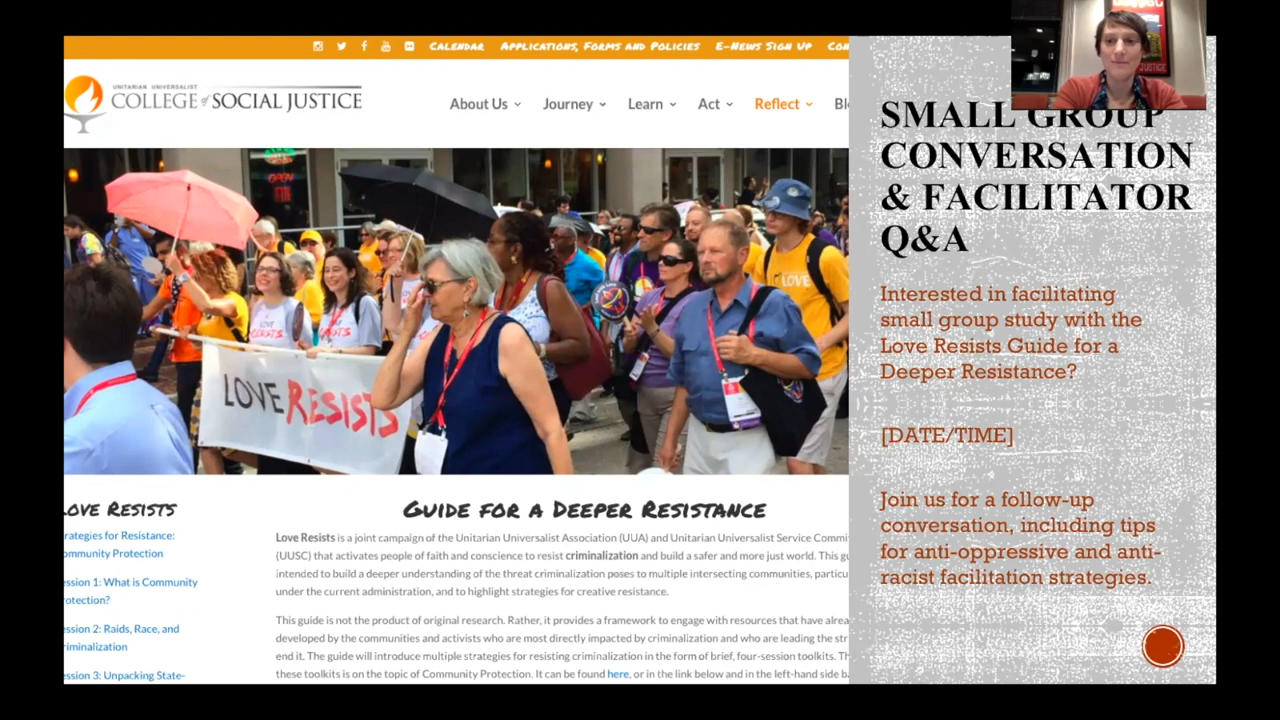 CALENDAR APPLICATIONS, FORMS AND POLICIES E-NEWS SIGN UP
UNITARIAN UNIVERSALIST
COLLEGE of SOCIAL JUSTICE
About Us Journey Learn Act Reflect
OPEN
LOVE RESISTS
LOVE RESISTS
GUIDE FOR A DEEPER RESISTANCE
Strategies for Resistance:
Community Protection
Session 1: What is Community
Protection?
Session 2: Raids, Race, and
Criminalization
Session 3: Unpacking State-
Love Resists is a joint campaign of the Unitarian Universalist Association (UUA) and Unitarian Universalist Service Commi
(UUSC) that activates people of faith and conscience to resist criminalization and build a safer and more just world. This gu
intended to build a deeper understanding of the threat criminalization poses to multiple intersecting communities, particu
under the current administration, and to highlight strategies for creative resistance.
This guide is not the product of original research. Rather, it provides a framework to engage with resources that have alrea
developed by the communities and activists who are most directly impacted by criminalization and who are leading the str
end it. The guide will introduce multiple strategies for resisting criminalization in the form of brief, four-session toolkits. Th
these toolkits is on the topic of Community Protection. It can be found here, or in the link below and in the left-hand side ba
SMALL GROUP
CONVERSATION
& FACILITATOR
Q&A
Interested in facilitating
small group study with the
Love Resists Guide for a
Deeper Resistance?
[DATE/TIME]
Join us for a follow-up
conversation, including tips
for anti-oppressive and anti-
racist facilitation strategies.
JUSTICE